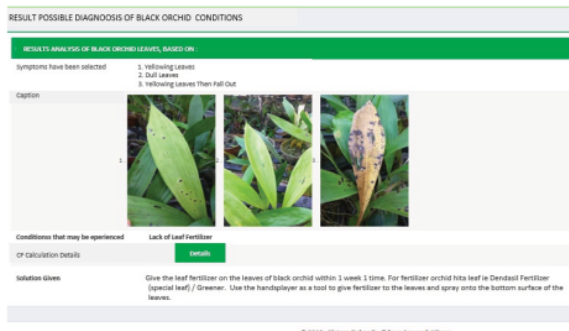 RESULT POSSIBLE DIAGNOOSIS OF BLACK ORCHID CONDITIONS
RESULTS ANALYSIS OF BLACK ORCHID LEAVES, BASED ON :
Symptoms have been selected
1. Yellowing Leaves
2. Dull Leaves
3. Yellowing Leaves Then Fall Out
Caption
1.
2.
3.
Conditionss that may be eperienced Lack of Leaf Fertilizer
CF Calculation Details Details
Solution Given
Give the leaf fertilizer on the leaves of black orchid within 1 week 1 time. For fertilizer orchid hita leaf ie Dendasil Fertilizer
(special leaf) / Greener. Use the handsplayer as a tool to give fertilizer to the leaves and spray onto the bottom surface of the
leaves.